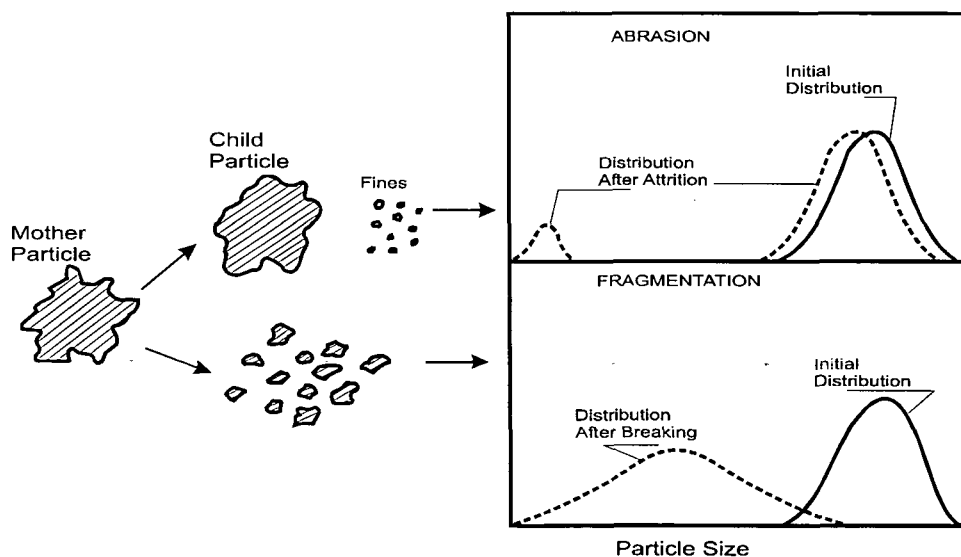 Mother
Particle
Child
Particle
Fines
ABRASION
Initial
Distribution
Distribution
After Attrition
FRAGMENTATION
Initial
Distribution
Distribution
After Breaking
Particle Size